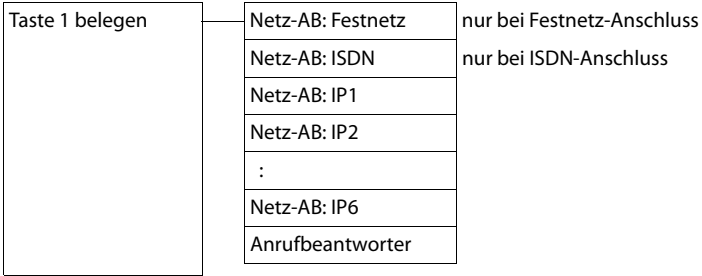 Taste 1 belegen
Netz-AB: Festnetz nur bei Festnetz-Anschluss
Netz-AB: ISDN nur bei ISDN-Anschluss
Netz-AB: IP1
Netz-AB: IP2
:
Netz-AB: IP6
Anrufbeantworter